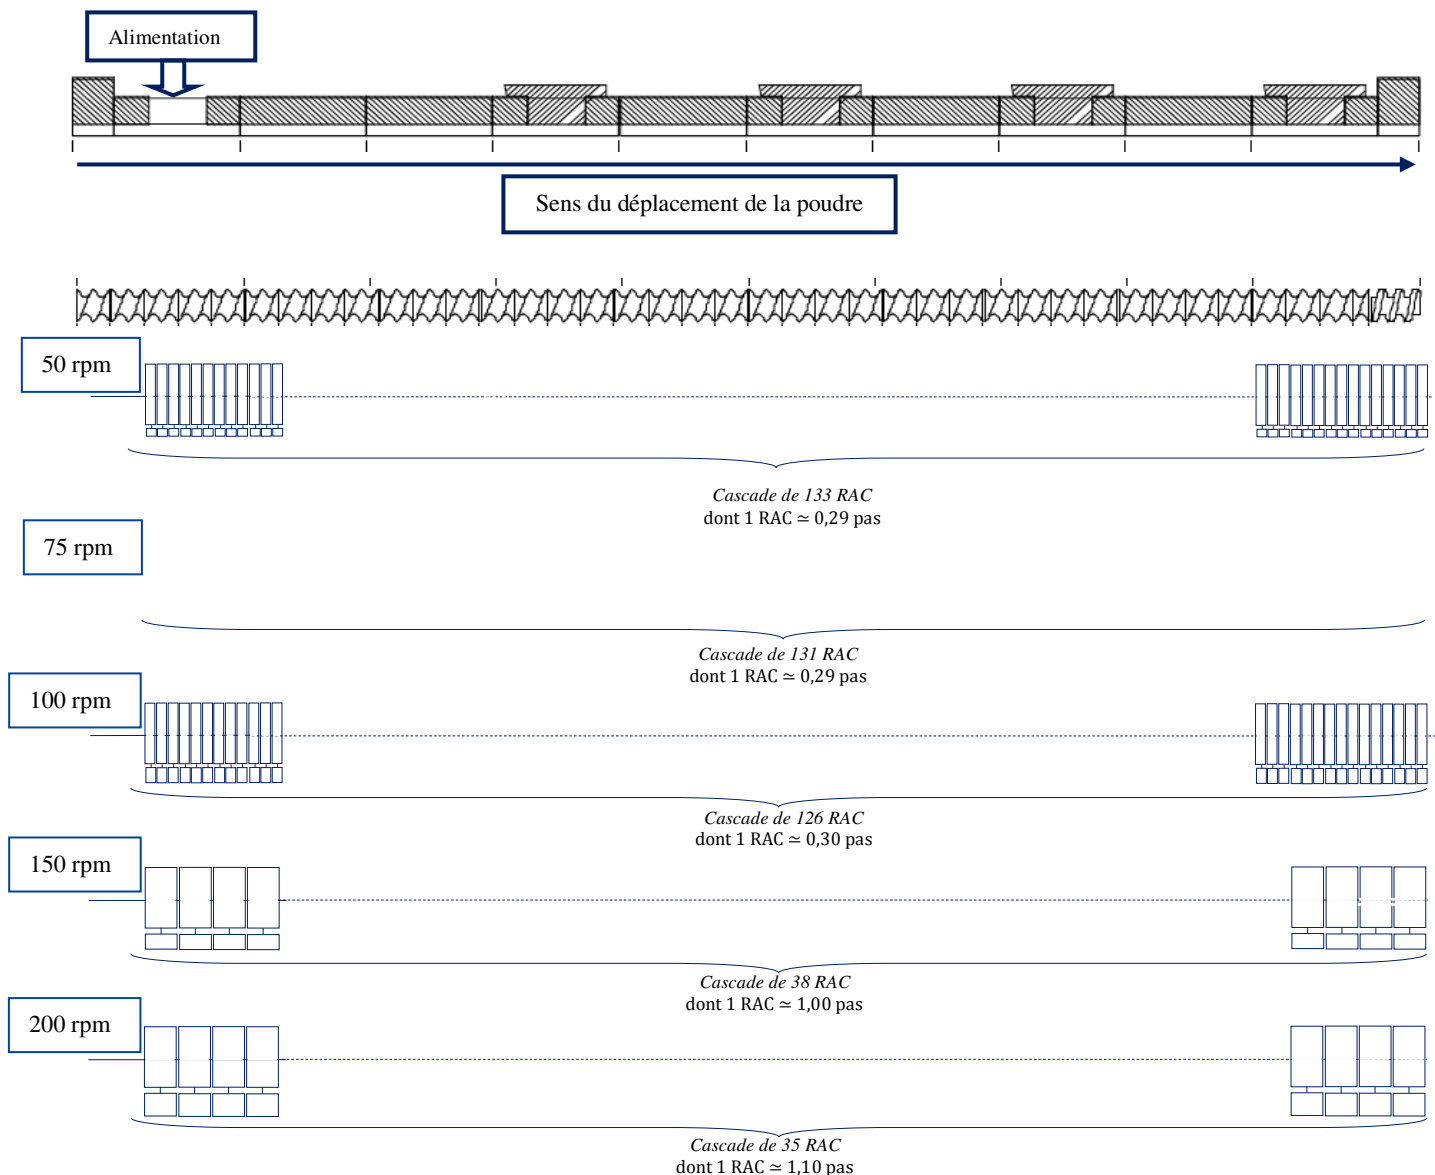 Alimentation
Sens du déplacement de la poudre
50 rpm
Cascade de 133 RAC
dont 1 RAC ≃ 0,29 pas
75 rpm
Cascade de 131 RAC
dont 1 RAC ≃ 0,29 pas
100 rpm
Cascade de 126 RAC
dont 1 RAC ≃ 0,30 pas
150 rpm
Cascade de 38 RAC
dont 1 RAC ≃ 1,00 pas
200 rpm
Cascade de 35 RAC
dont 1 RAC ≃ 1,10 pas